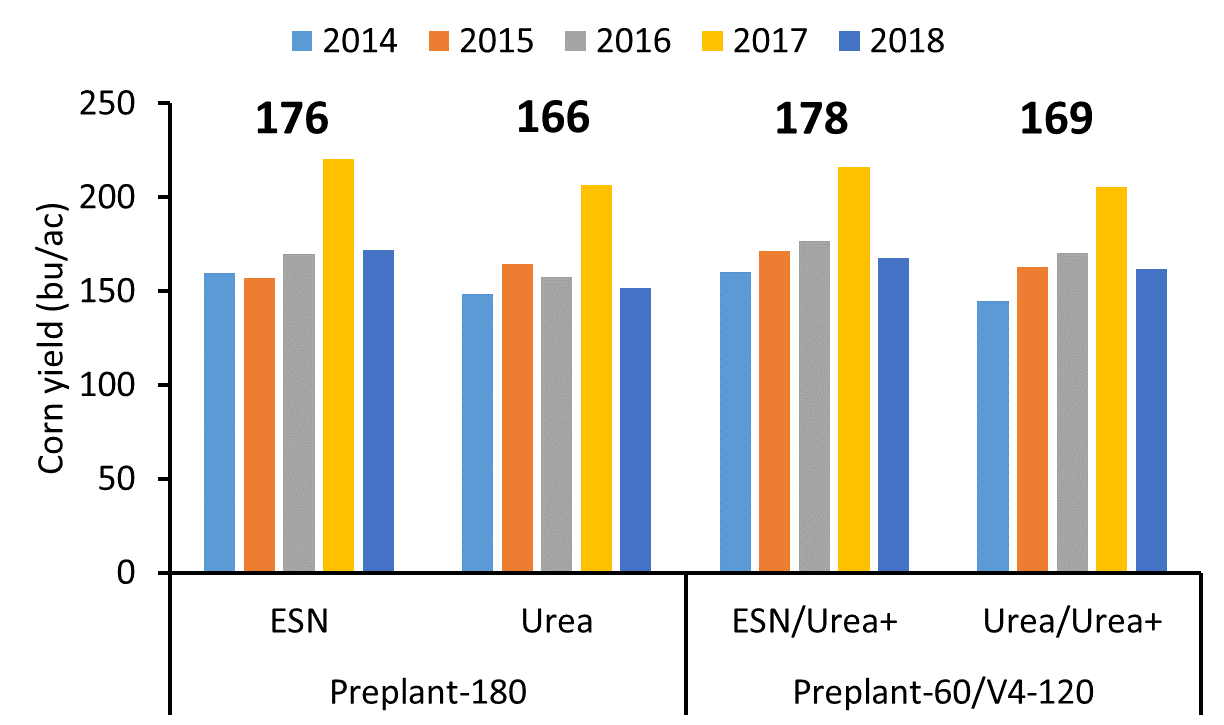 2014 2015 2016 2017 2018
250 176 166 178 169
200
150
100
50
0
Corn yield (bu/ac)
ESN Urea ESN/Urea+ Urea/Urea+
Preplant-180 Preplant-60/V4-120